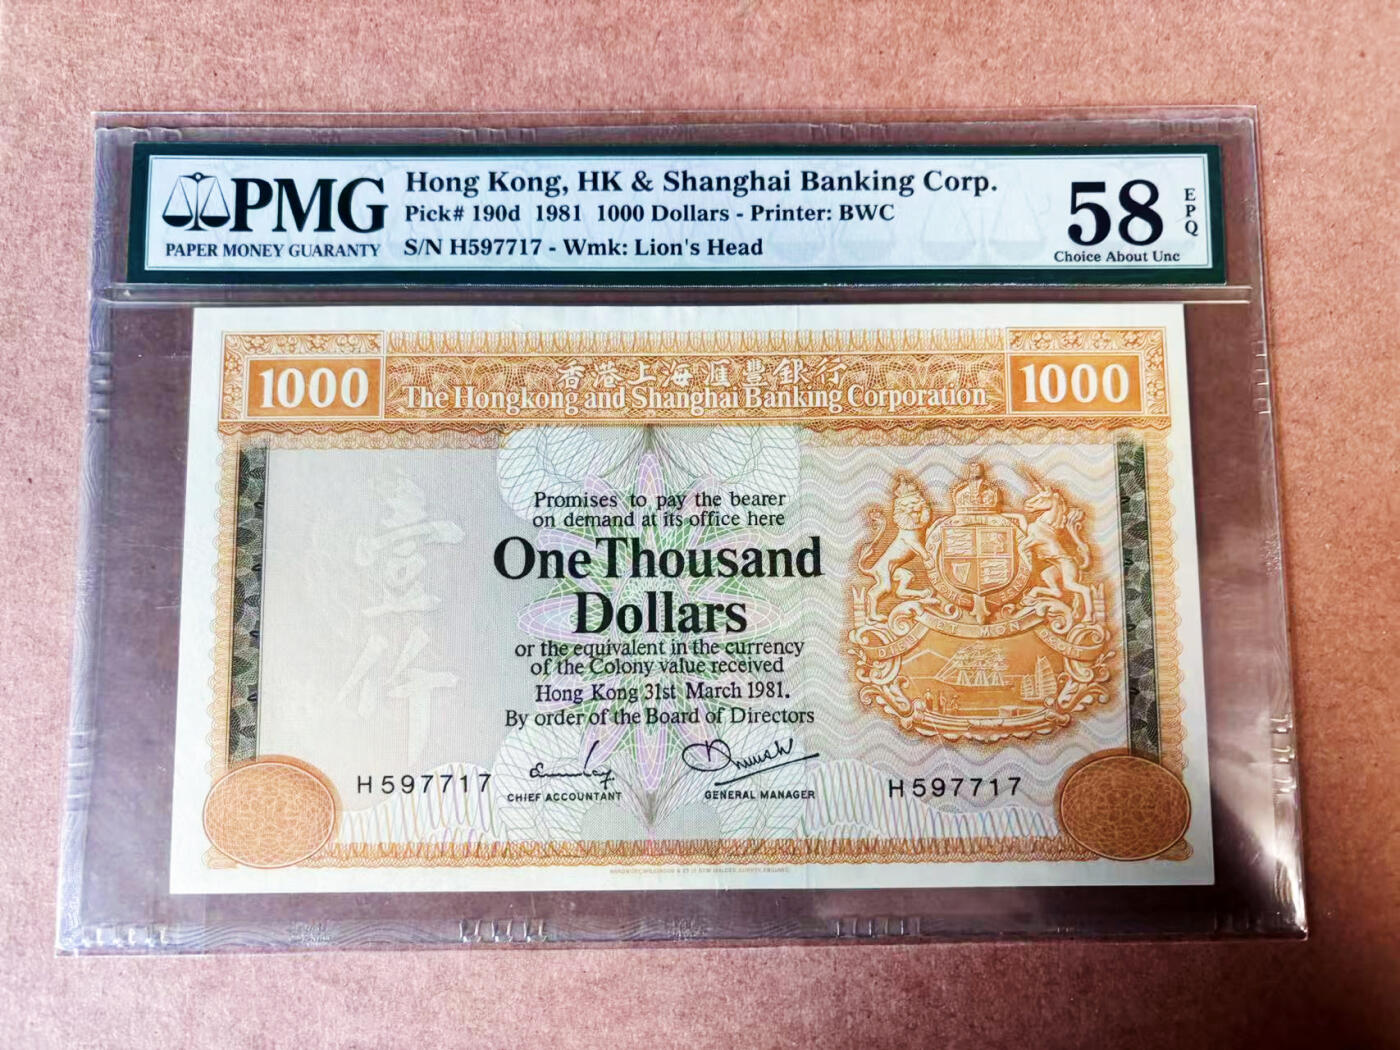 PMG
PAPER MONEY GUARANTY
Hong Kong, HK & Shanghai Banking Corp.
Pick# 190d 1981 1000 Dollars - Printer: BWC
S/N H597717 - Wmk: Lion's Head
58
EPQ
Choice About Unc
1000
香港上海滙豐銀行
The Hongkong and Shanghai Banking Corporation
1000
壹仟
Promises to pay the bearer
on demand at its office here
One Thousand
Dollars
or the equivalent in the currency
of the Colony value received
Hong Kong 31st March 1981.
By order of the Board of Directors
H597717
CHIEF ACCOUNTANT
GENERAL MANAGER
H597717